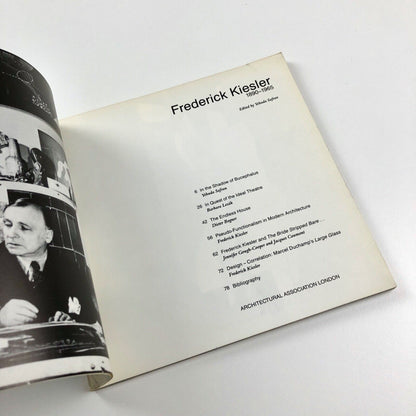 Frederick Kiesler
1890–1965
Edited by Yehuda Safran
6 In the Shadow of Bucephalus
Yehuda Safran
26 In Quest of the Ideal Theatre
Barbara Lesák
42 The Endless House
Dieter Bogner
56 Pseudo-Functionalism in Modern Architecture
Frederick Kiesler
62 Frederick Kiesler and The Bride Stripped Bare...
Jennifer Gough-Cooper and Jacques Caumont
72 Design - Correlation: Marcel Duchamp's Large Glass
Frederick Kiesler
78 Bibliography
ARCHITECTURAL ASSOCIATION LONDON